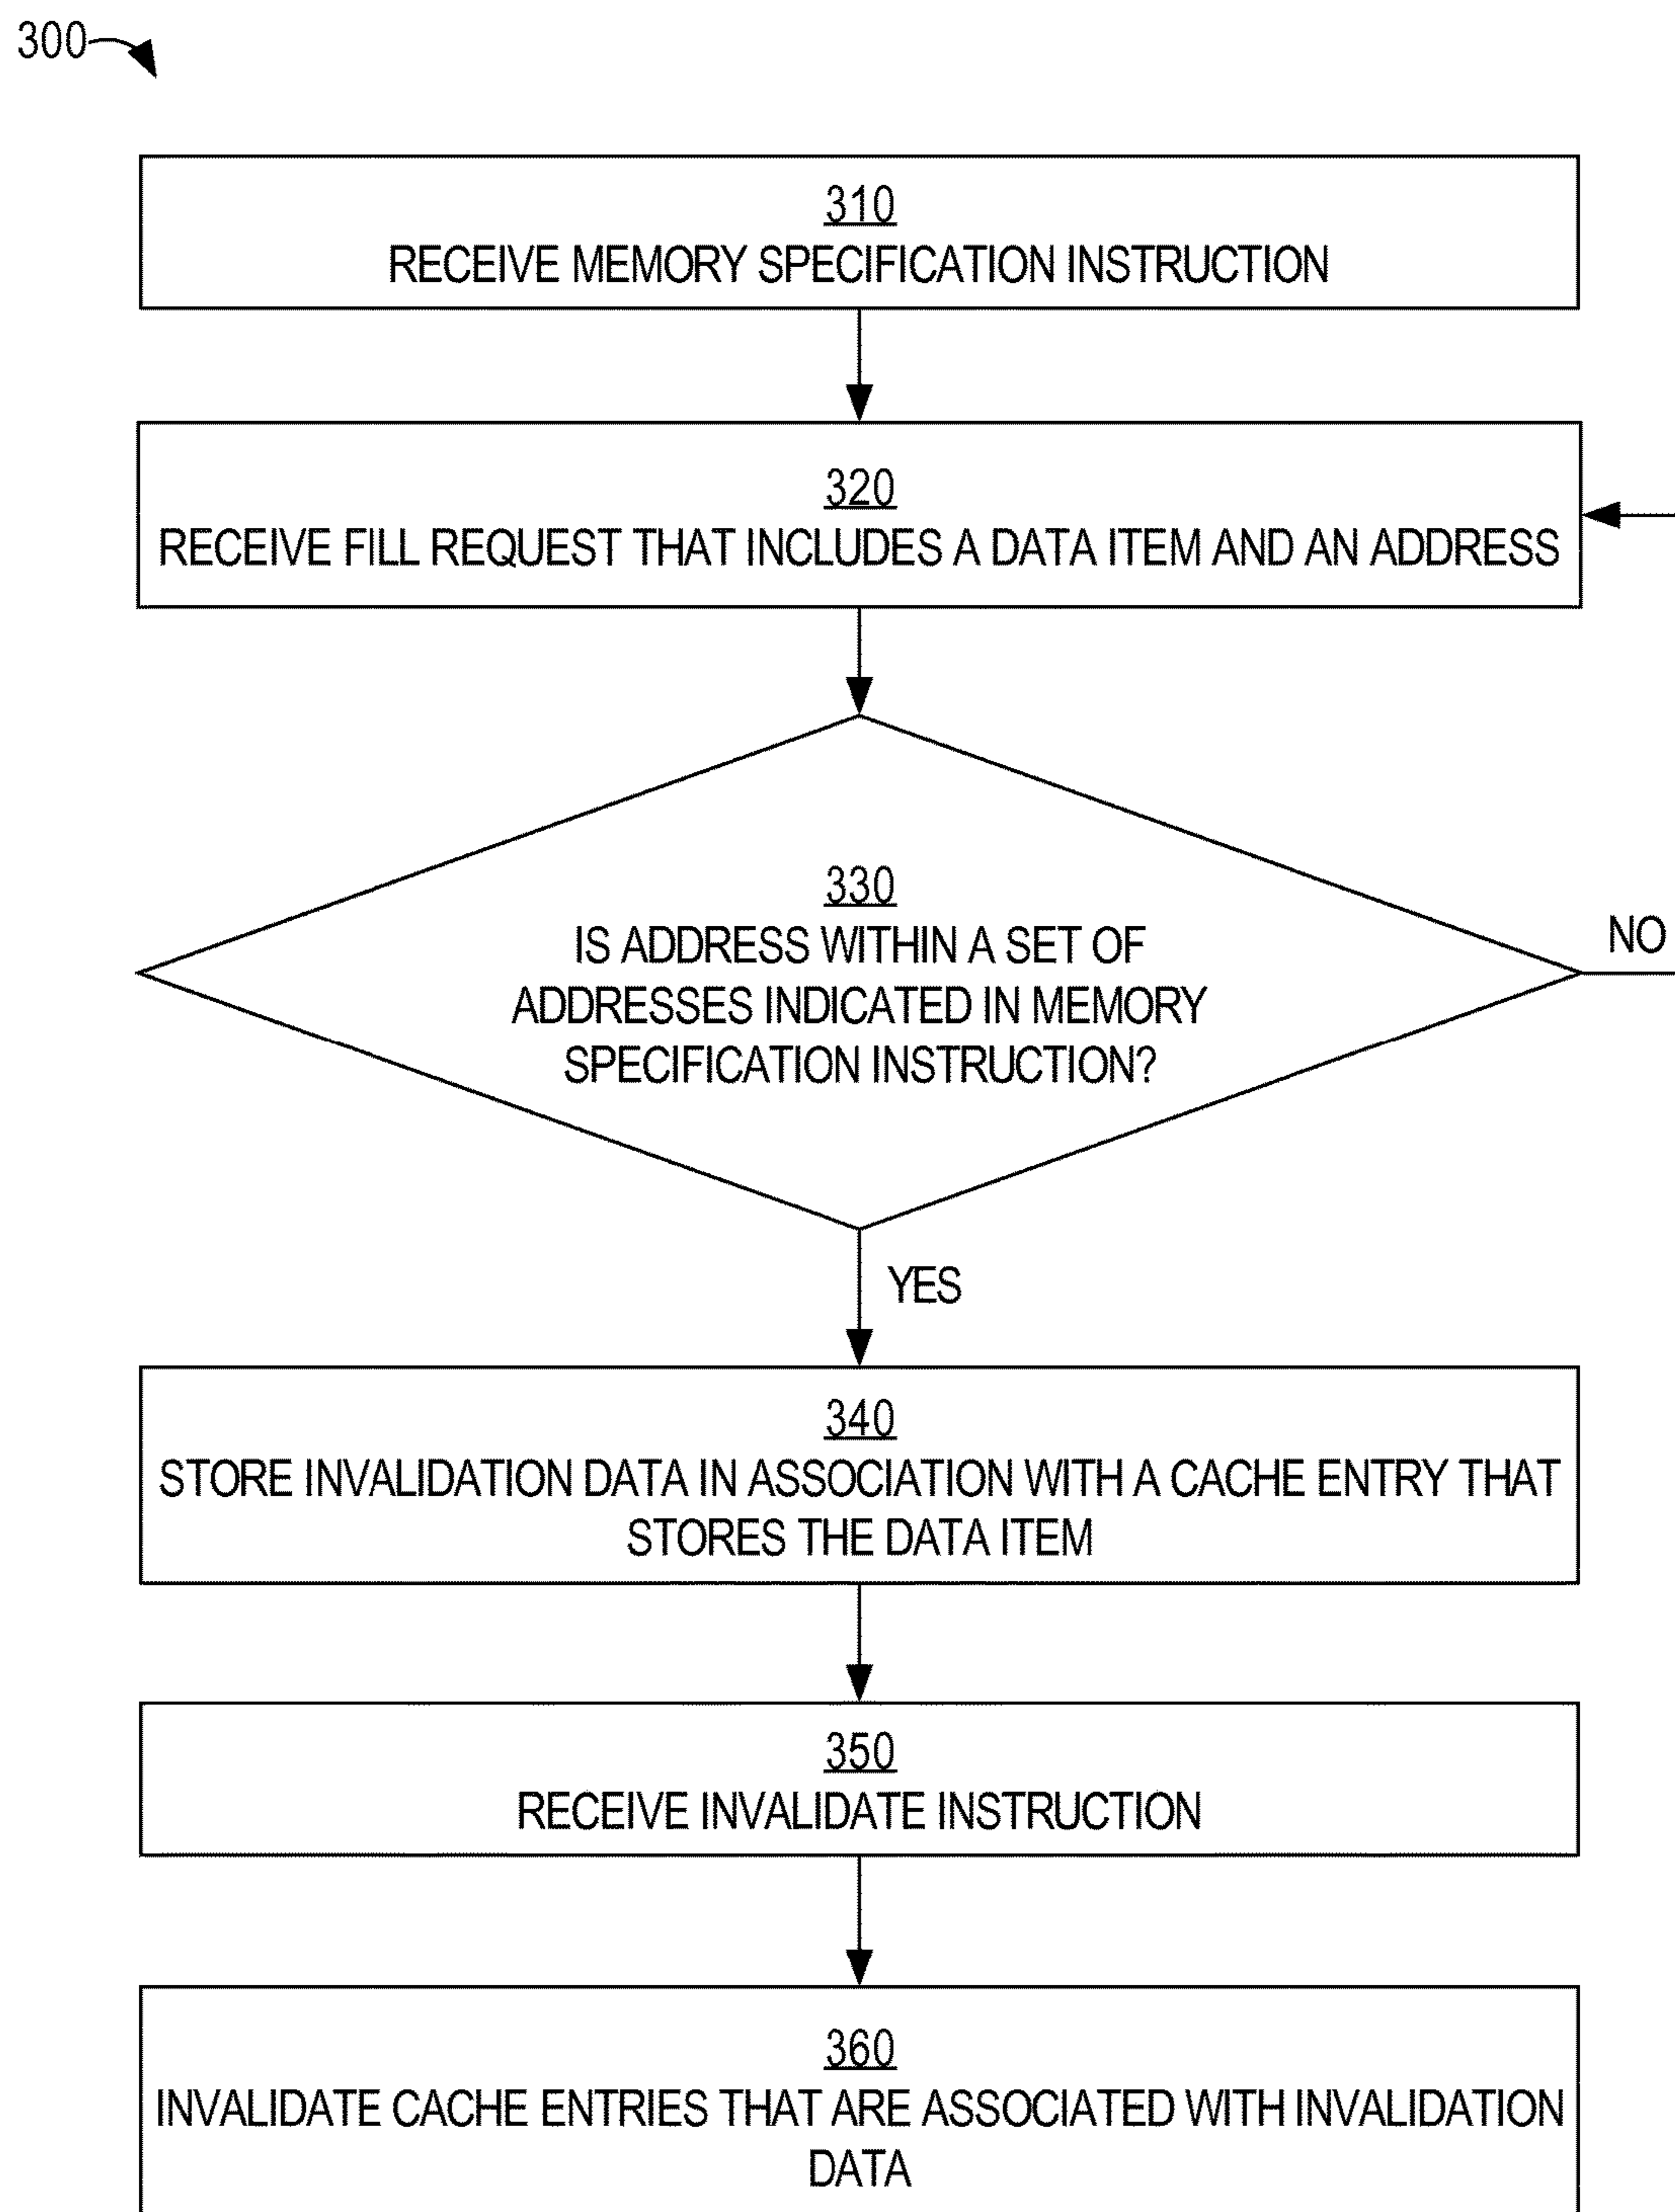 300
310
RECEIVE MEMORY SPECIFICATION INSTRUCTION
320
RECEIVE FILL REQUEST THAT INCLUDES A DATA ITEM AND AN ADDRESS
330
IS ADDRESS WITHIN A SET OF
ADDRESSES INDICATED IN MEMORY
SPECIFICATION INSTRUCTION?
NO
YES
340
STORE INVALIDATION DATA IN ASSOCIATION WITH A CACHE ENTRY THAT
STORES THE DATA ITEM
350
RECEIVE INVALIDATE INSTRUCTION
360
INVALIDATE CACHE ENTRIES THAT ARE ASSOCIATED WITH INVALIDATION
DATA